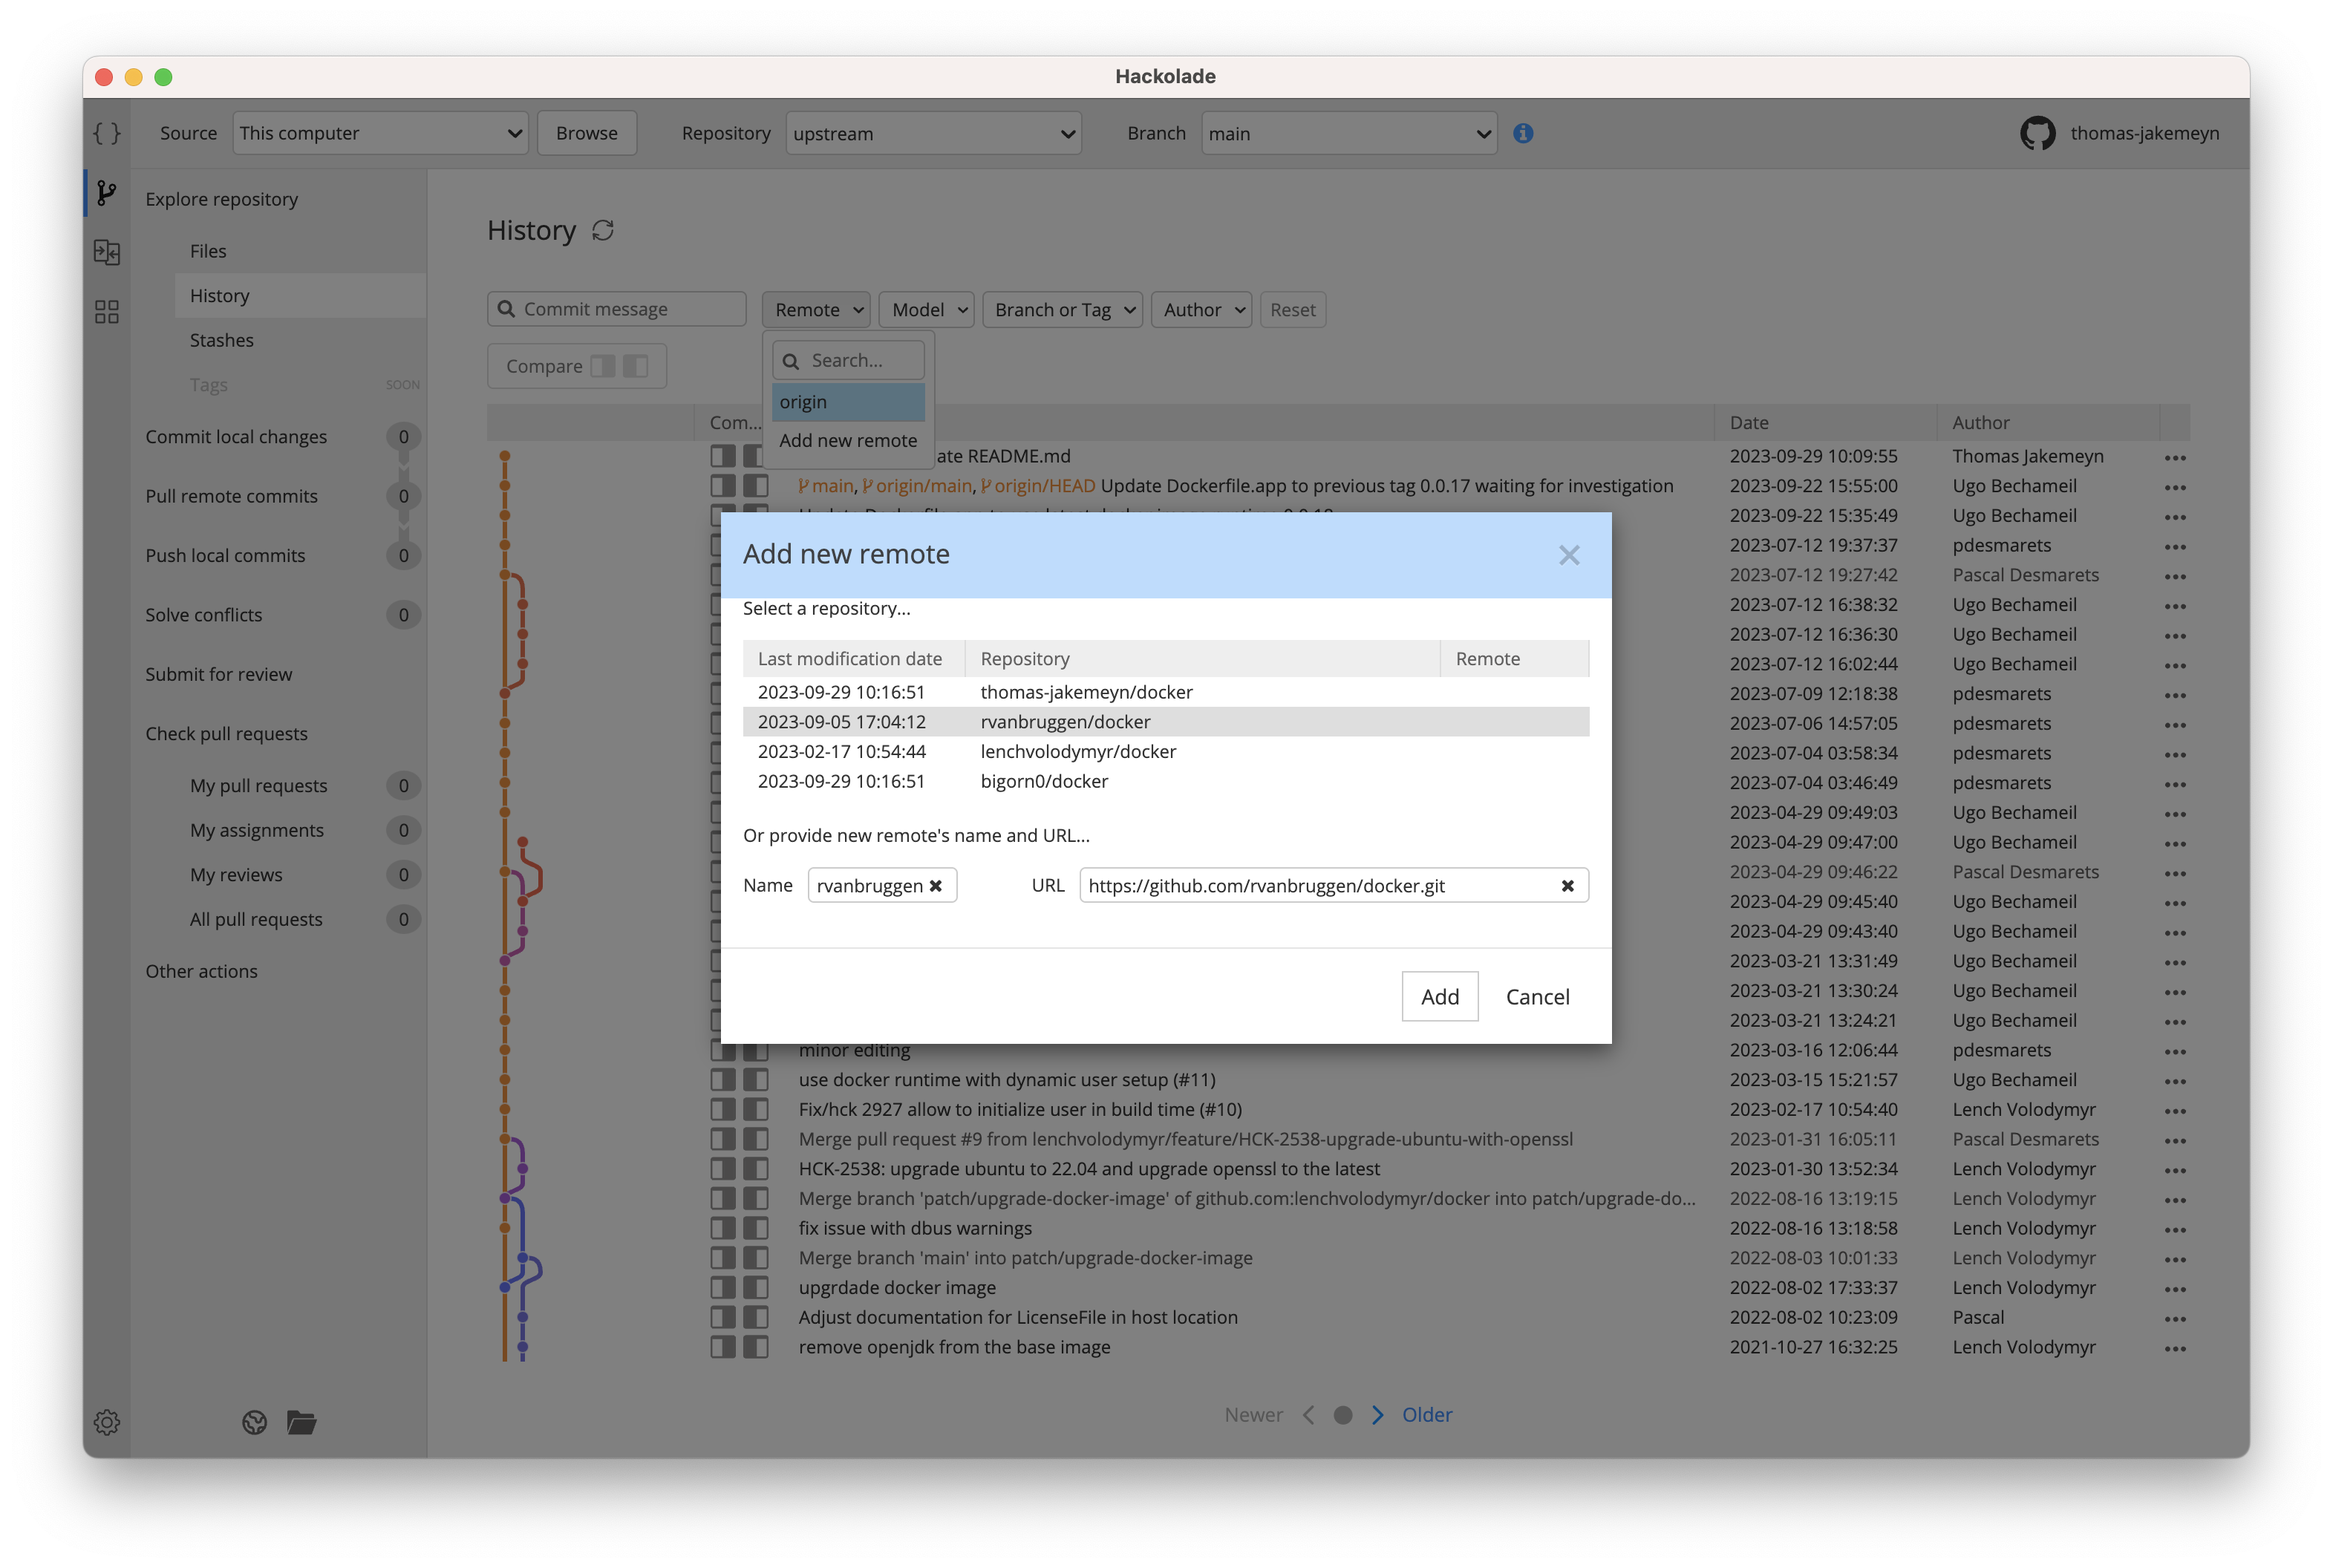 Hackolade
Source This computer Browse Repository upstream Branch main thomas-jakemeyn
Explore repository
Files
History
Stashes
Tags SOON
Commit local changes 0
Pull remote commits 0
Push local commits 0
Solve conflicts 0
Submit for review
Check pull requests
My pull requests 0
My assignments 0
My reviews 0
All pull requests 0
Other actions
History
Commit message Remote Model Branch or Tag Author Reset
Compare
Search...
origin
Add new remote
Com... Date Author
ate README.md 2023-09-29 10:09:55 Thomas Jakemeyn
main, origin/main, origin/HEAD Update Dockerfile.app to previous tag 0.0.17 waiting for investigation 2023-09-22 15:55:00 Ugo Bechameil
2023-09-22 15:35:49 Ugo Bechameil
2023-07-12 19:37:37 pdesmarets
2023-07-12 19:27:42 Pascal Desmarets
2023-07-12 16:38:32 Ugo Bechameil
2023-07-12 16:36:30 Ugo Bechameil
2023-07-12 16:02:44 Ugo Bechameil
2023-07-09 12:18:38 pdesmarets
2023-07-06 14:57:05 pdesmarets
2023-07-04 03:58:34 pdesmarets
2023-07-04 03:46:49 pdesmarets
2023-04-29 09:49:03 Ugo Bechameil
2023-04-29 09:47:00 Ugo Bechameil
2023-04-29 09:46:22 Pascal Desmarets
2023-04-29 09:45:40 Ugo Bechameil
2023-04-29 09:43:40 Ugo Bechameil
2023-03-21 13:31:49 Ugo Bechameil
2023-03-21 13:30:24 Ugo Bechameil
2023-03-21 13:24:21 Ugo Bechameil
minor editing 2023-03-16 12:06:44 pdesmarets
use docker runtime with dynamic user setup (#11) 2023-03-15 15:21:57 Ugo Bechameil
Fix/hck 2927 allow to initialize user in build time (#10) 2023-02-17 10:54:40 Lench Volodymyr
Merge pull request #9 from lenchvolodymyr/feature/HCK-2538-upgrade-ubuntu-with-openssl 2023-01-31 16:05:11 Pascal Desmarets
HCK-2538: upgrade ubuntu to 22.04 and upgrade openssl to the latest 2023-01-30 13:52:34 Lench Volodymyr
Merge branch 'patch/upgrade-docker-image' of github.com:lenchvolodymyr/docker into patch/upgrade-do... 2022-08-16 13:19:15 Lench Volodymyr
fix issue with dbus warnings 2022-08-16 13:18:58 Lench Volodymyr
Merge branch 'main' into patch/upgrade-docker-image 2022-08-03 10:01:33 Lench Volodymyr
upgrdade docker image 2022-08-02 17:33:37 Lench Volodymyr
Adjust documentation for LicenseFile in host location 2022-08-02 10:23:09 Pascal
remove openjdk from the base image 2021-10-27 16:32:25 Lench Volodymyr
Newer Older
Add new remote
Select a repository...
Last modification date Repository Remote
2023-09-29 10:16:51 thomas-jakemeyn/docker
2023-09-05 17:04:12 rvanbruggen/docker
2023-02-17 10:54:44 lenchvolodymyr/docker
2023-09-29 10:16:51 bigorn0/docker
Or provide new remote's name and URL...
Name rvanbruggen URL https://github.com/rvanbruggen/docker.git
Add Cancel